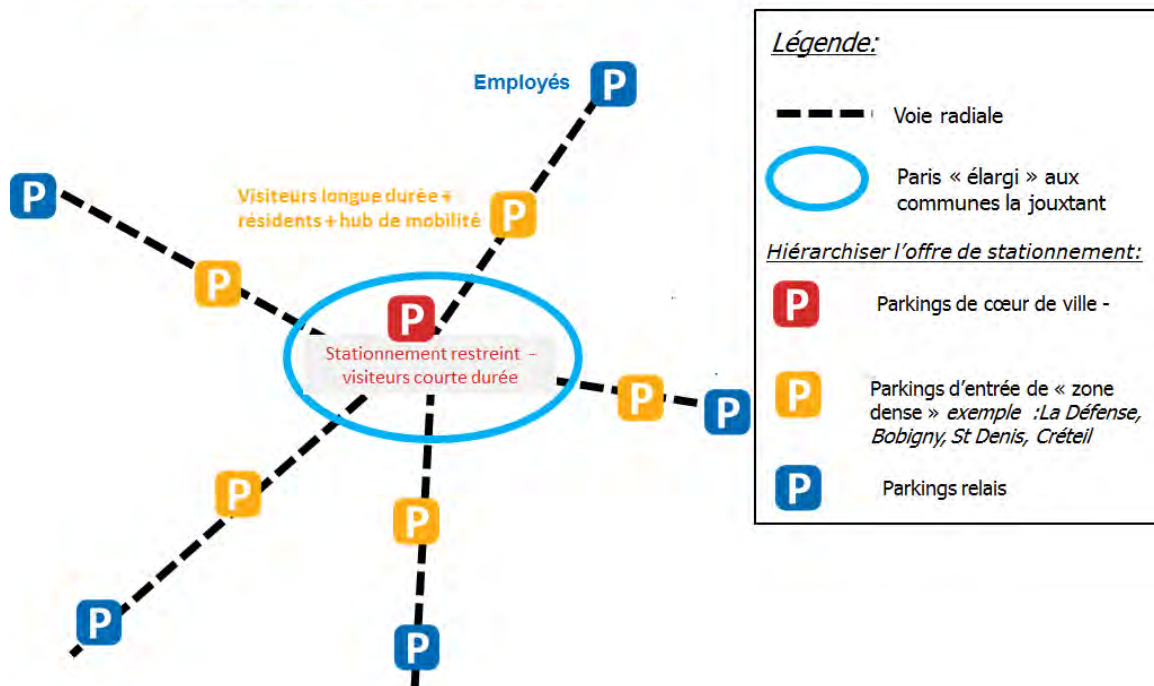 Employés
P
P
Visiteurs longue durée +
résidents + hub de mobilité
P
P
P
Stationnement restreint -
visiteurs courte durée
P
P
P
P
P
P
Légende:
Voie radiale
Paris « élargi » aux
communes la jouxtant
Hiérarchiser l’offre de stationnement:
P
Parkings de cœur de ville -
P
Parkings d’entrée de « zone
dense » exemple :La Défense,
Bobigny, St Denis, Créteil
P
Parkings relais